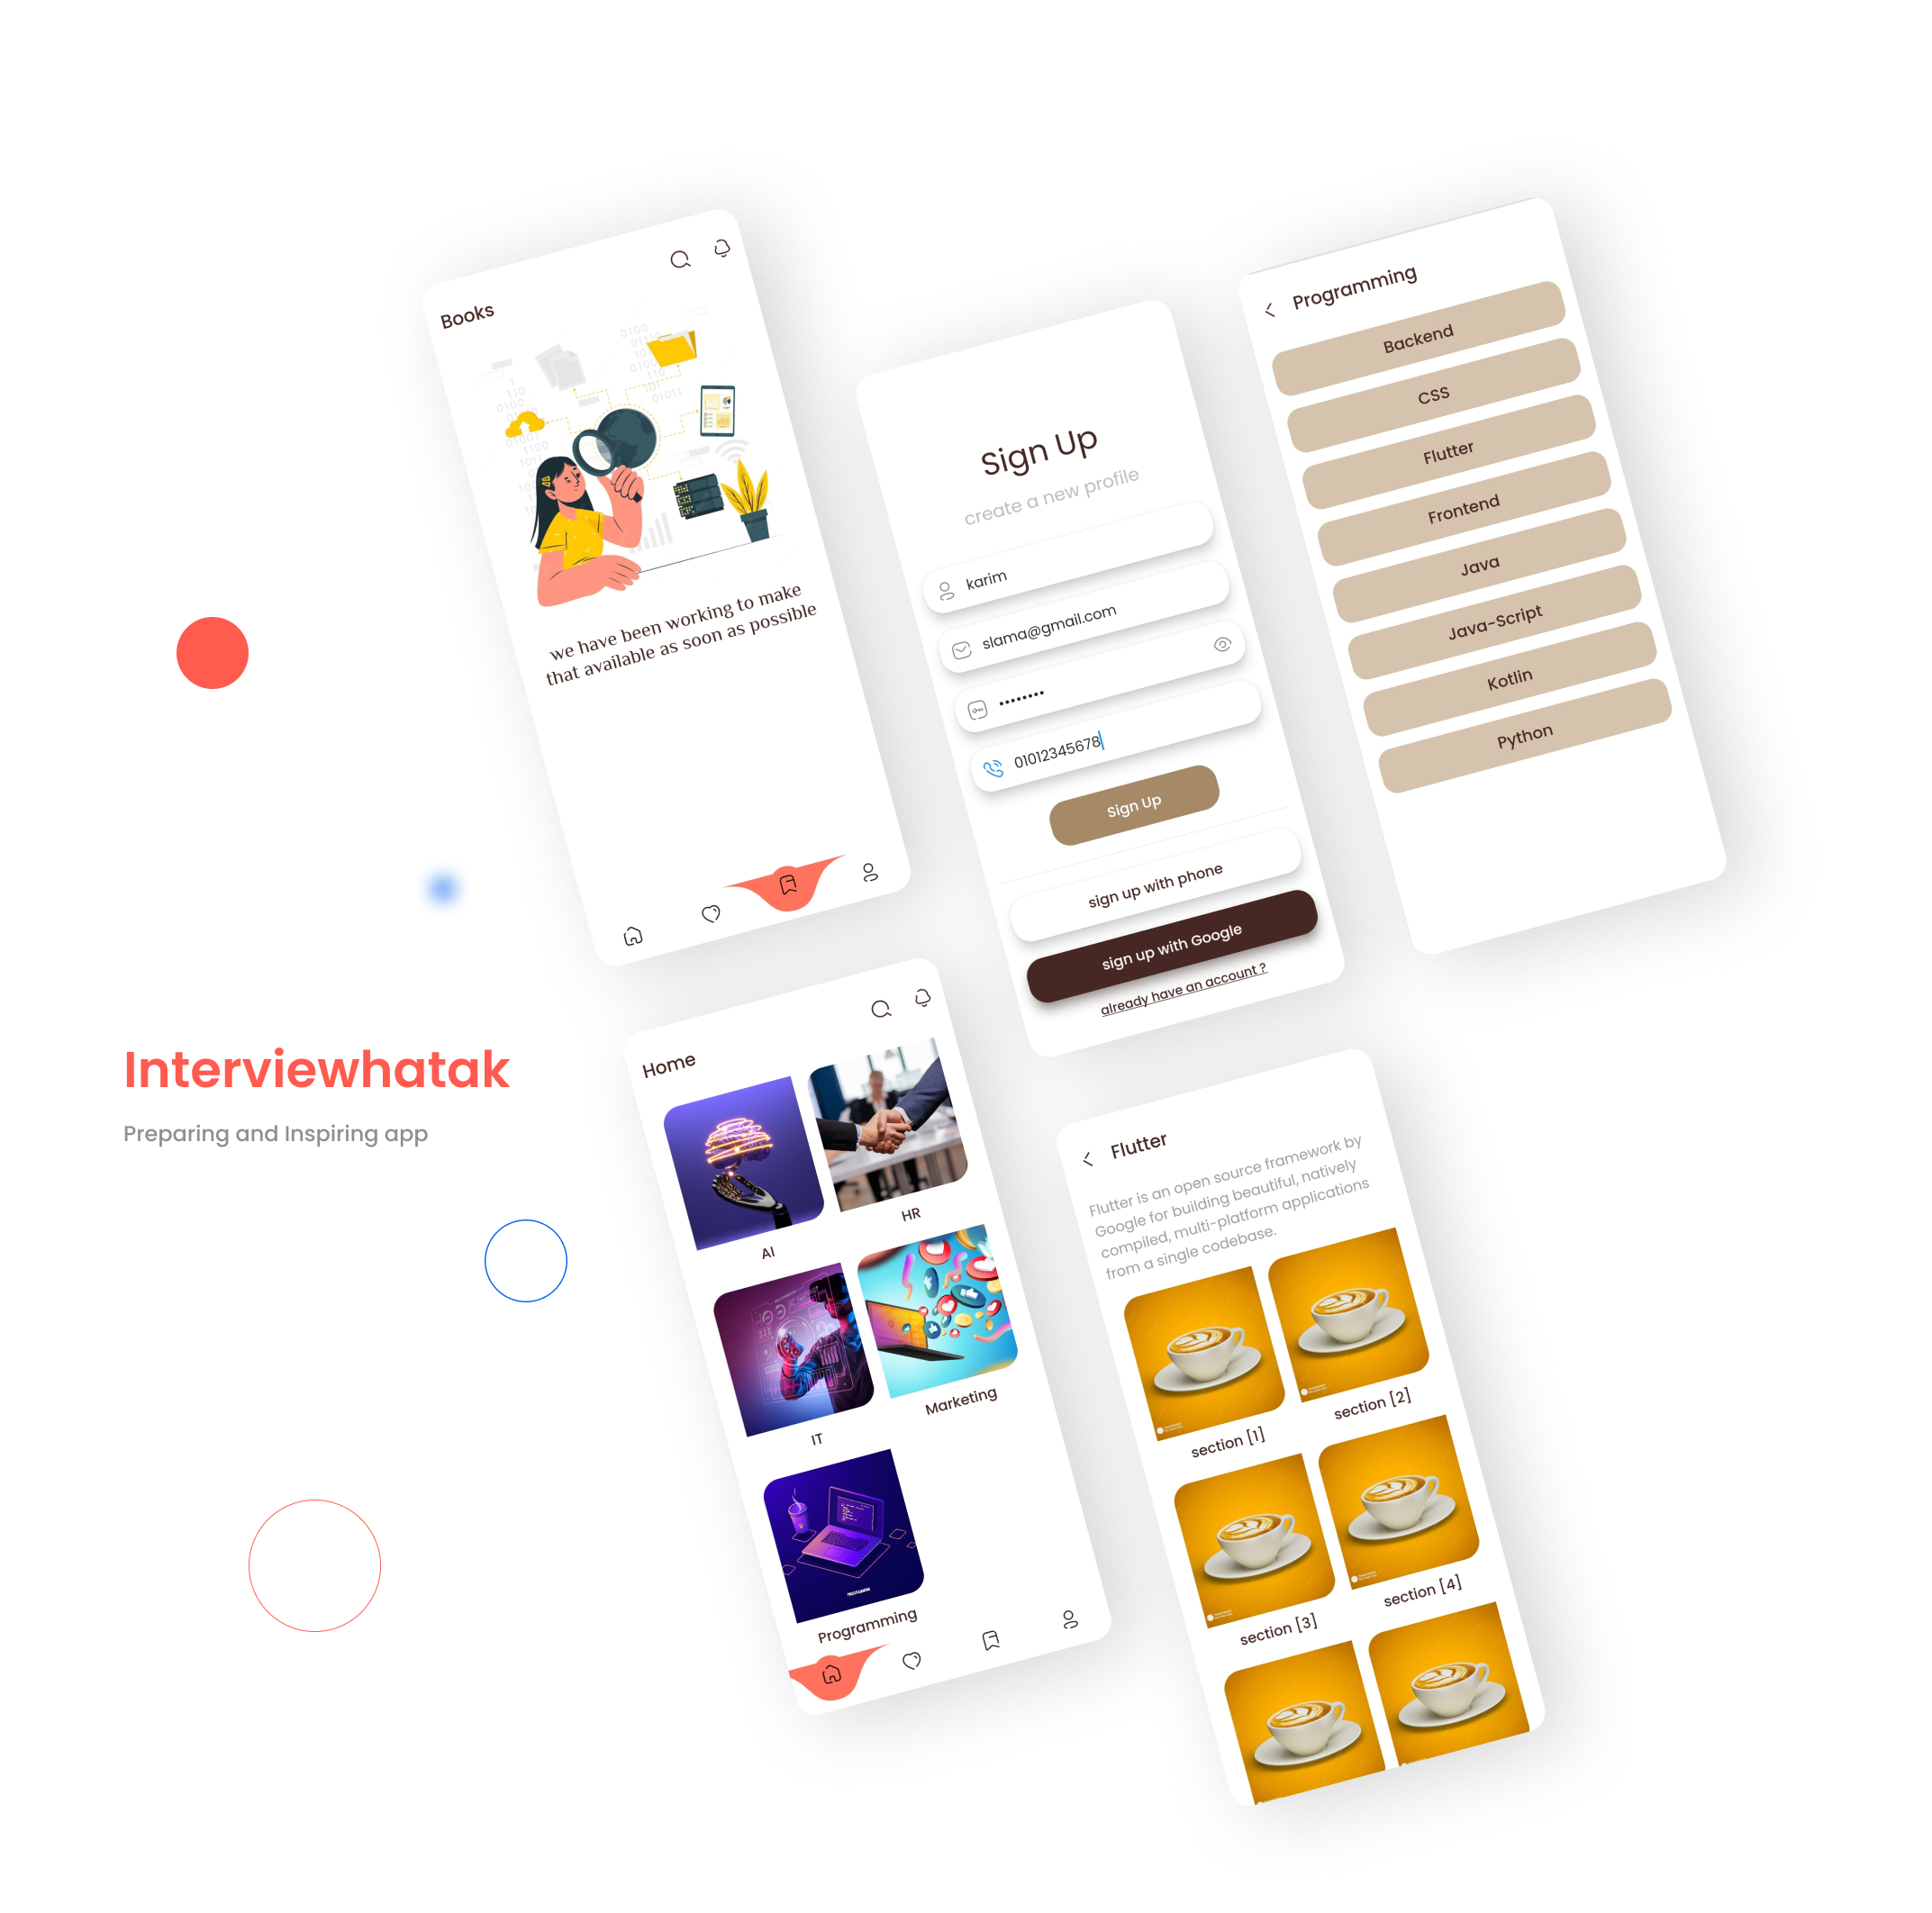 Interviewhatak
Preparing and Inspiring app
Books
we have been working to make
that available as soon as possible
Sign Up
create a new profile
karim
slama@gmail.com
••••••••
01012345678
Sign Up
sign up with phone
sign up with Google
already have an account ?
Programming
Backend
CSS
Flutter
Frontend
Java
Java-Script
Kotlin
Python
Home
AI
HR
IT
Marketing
Programming
Flutter
Flutter is an open source framework by
Google for building beautiful, natively
compiled, multi-platform applications
from a single codebase.
section [1]
section [2]
section [3]
section [4]